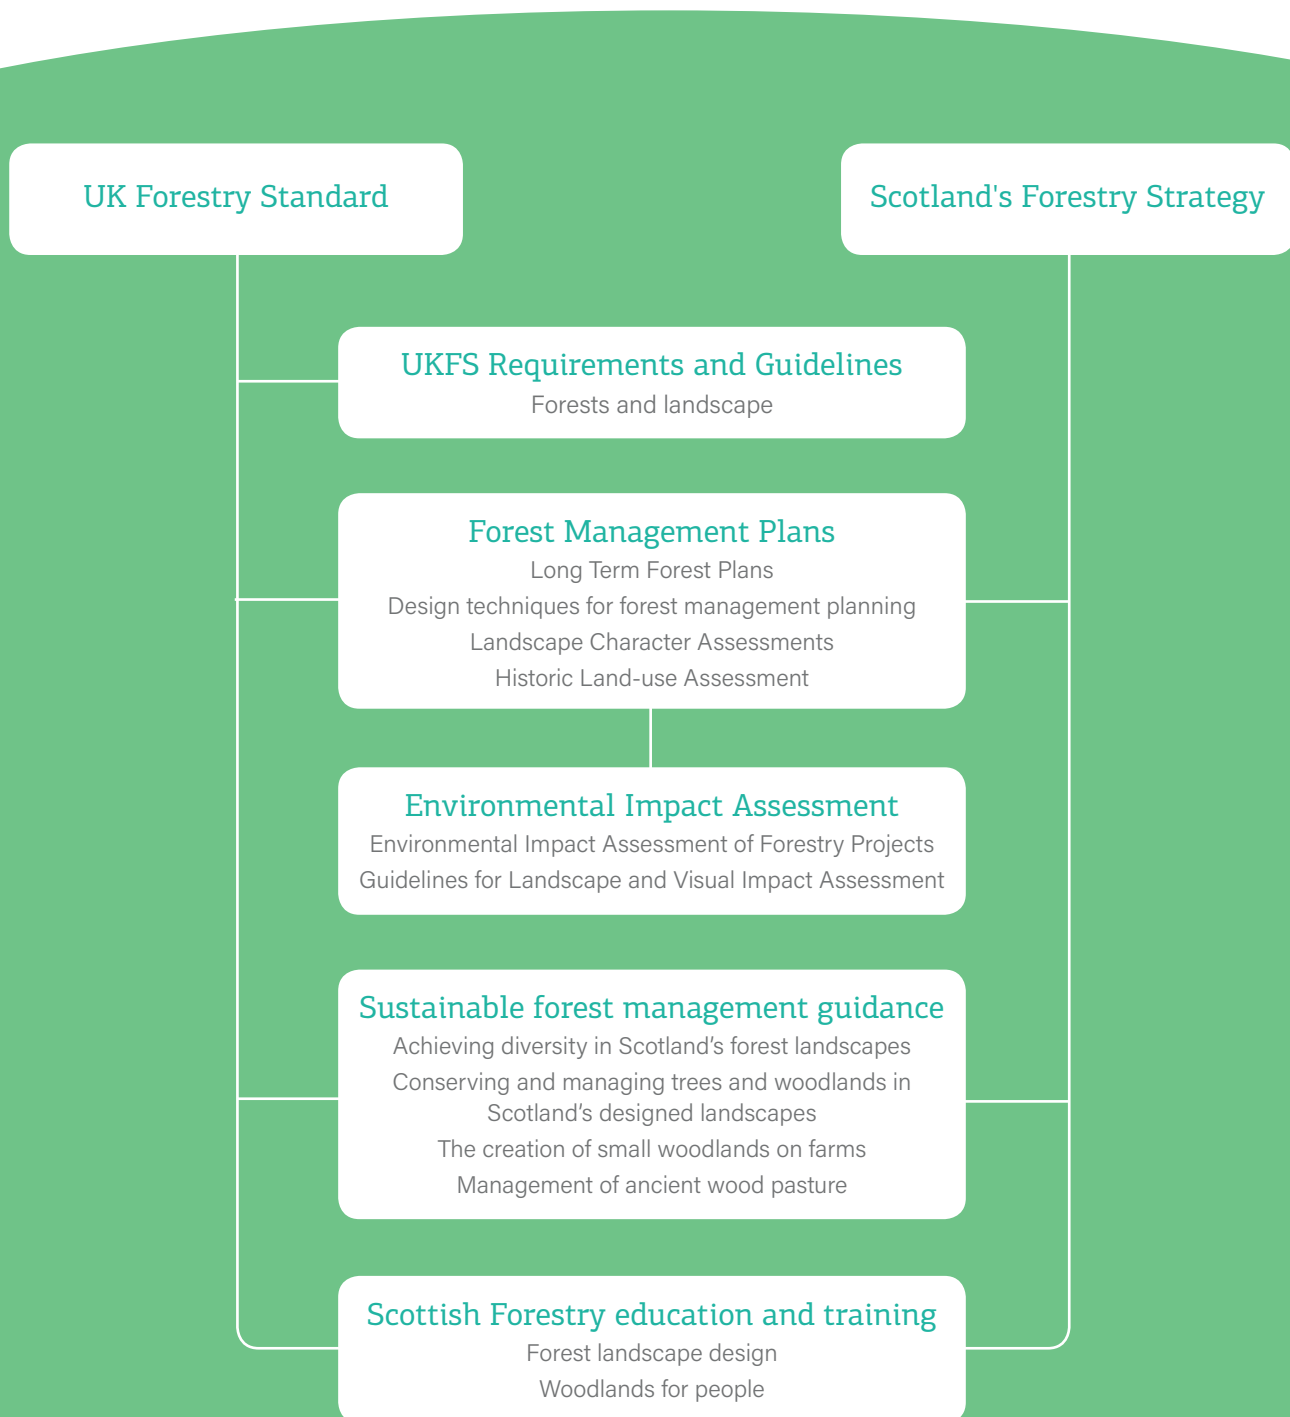 UK Forestry Standard
Scotland's Forestry Strategy
UKFS Requirements and Guidelines
Forests and landscape
Forest Management Plans
Long Term Forest Plans
Design techniques for forest management planning
Landscape Character Assessments
Historic Land-use Assessment
Environmental Impact Assessment
Environmental Impact Assessment of Forestry Projects
Guidelines for Landscape and Visual Impact Assessment
Sustainable forest management guidance
Achieving diversity in Scotland’s forest landscapes
Conserving and managing trees and woodlands in
Scotland’s designed landscapes
The creation of small woodlands on farms
Management of ancient wood pasture
Scottish Forestry education and training
Forest landscape design
Woodlands for people